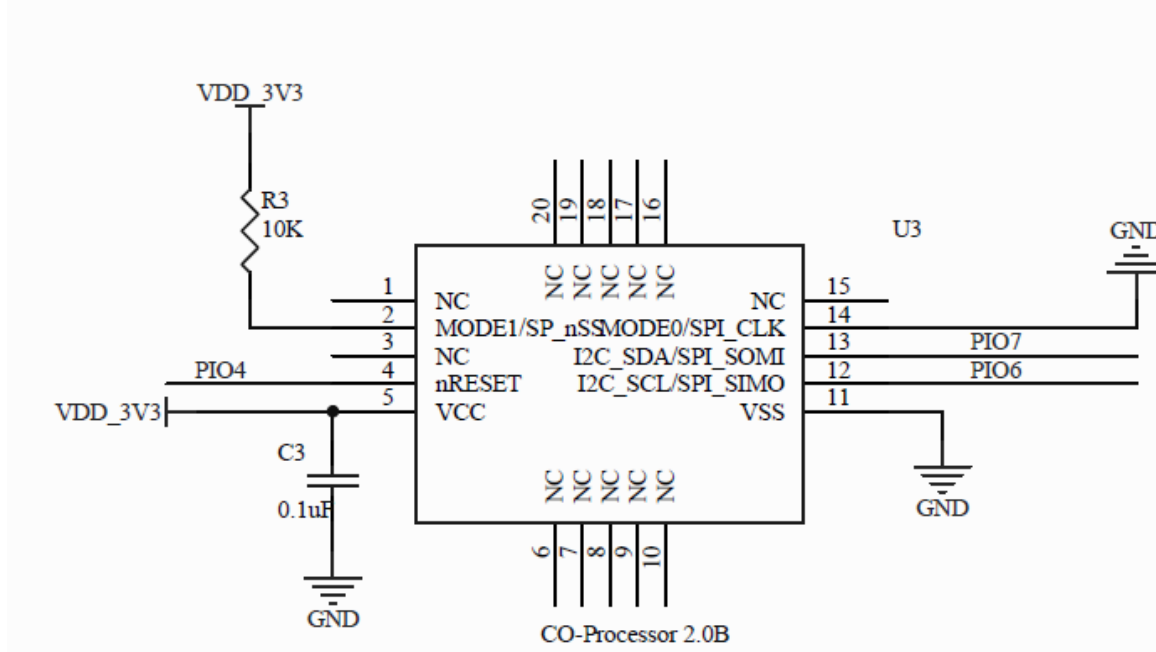 VDD_3V3
R3
10K
20
19
18
17
16
U3
GND
NC
NC
NC
NC
NC
1
NC
NC
15
2
MODE1/SP_nSS
MODE0/SPI_CLK
14
3
NC
I2C_SDA/SPI_SOMI
13
PIO7
PIO4
4
nRESET
I2C_SCL/SPI_SIMO
12
PIO6
VDD_3V3
5
VCC
VSS
11
C3
0.1uF
NC
NC
NC
NC
NC
GND
6
7
8
9
10
GND
CO-Processor 2.0B